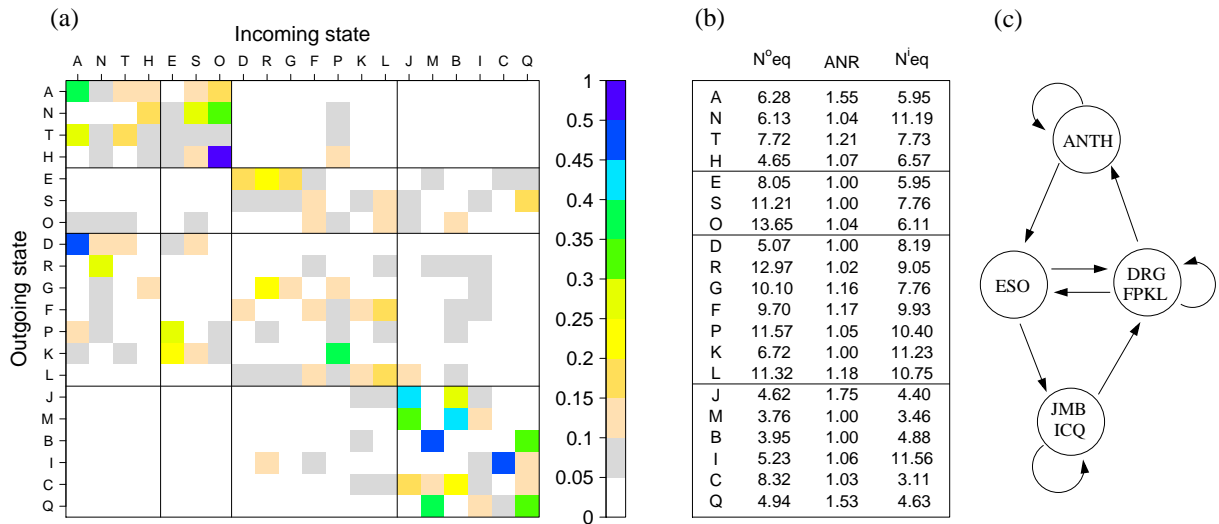 (a)
Incoming state
A N T H E S O D R G F P K L J M B I C Q
Outgoing state
A
N
T
H
E
S
O
D
R
G
F
P
K
L
J
M
B
I
C
Q
1
0.5
0.45
0.4
0.35
0.3
0.25
0.2
0.15
0.1
0.05
0
(b)
N°eq ANR Nⁱeq
A 6.28 1.55 5.95
N 6.13 1.04 11.19
T 7.72 1.21 7.73
H 4.65 1.07 6.57
E 8.05 1.00 5.95
S 11.21 1.00 7.76
O 13.65 1.04 6.11
D 5.07 1.00 8.19
R 12.97 1.02 9.05
G 10.10 1.16 7.76
F 9.70 1.17 9.93
P 11.57 1.05 10.40
K 6.72 1.00 11.23
L 11.32 1.18 10.75
J 4.62 1.75 4.40
M 3.76 1.00 3.46
B 3.95 1.00 4.88
I 5.23 1.06 11.56
C 8.32 1.03 3.11
Q 4.94 1.53 4.63
(c)
ANTH
ESO
DRG
FPKL
JMB
ICQ